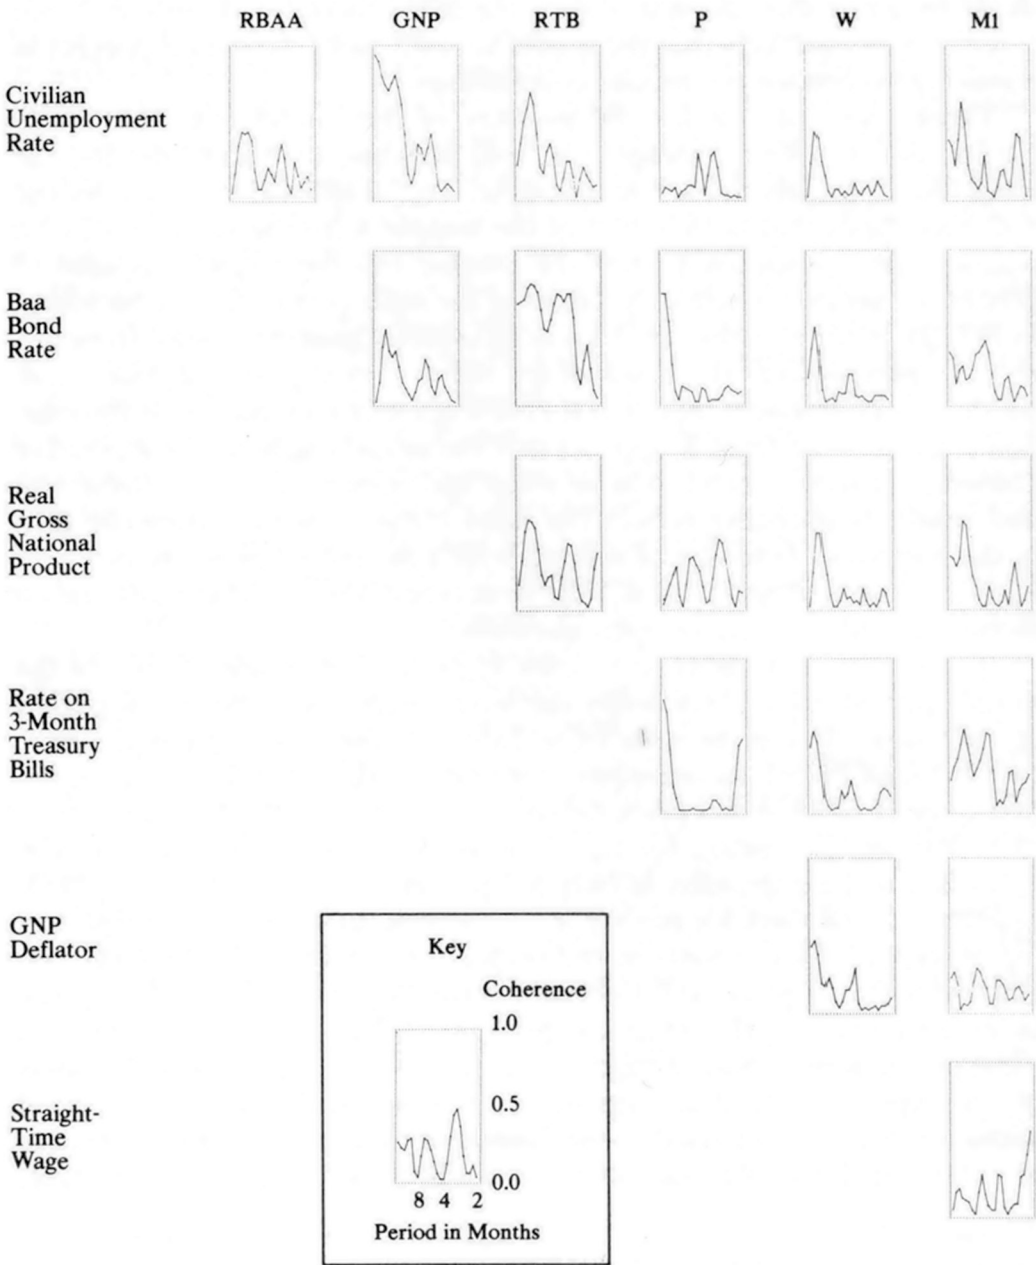 RBAA GNP RTB P W M1
Civilian
Unemployment
Rate
Baa
Bond
Rate
Real
Gross
National
Product
Rate on
3-Month
Treasury
Bills
GNP
Deflator
Straight-
Time
Wage
Key
Coherence
1.0
0.5
0.0
8 4 2
Period in Months